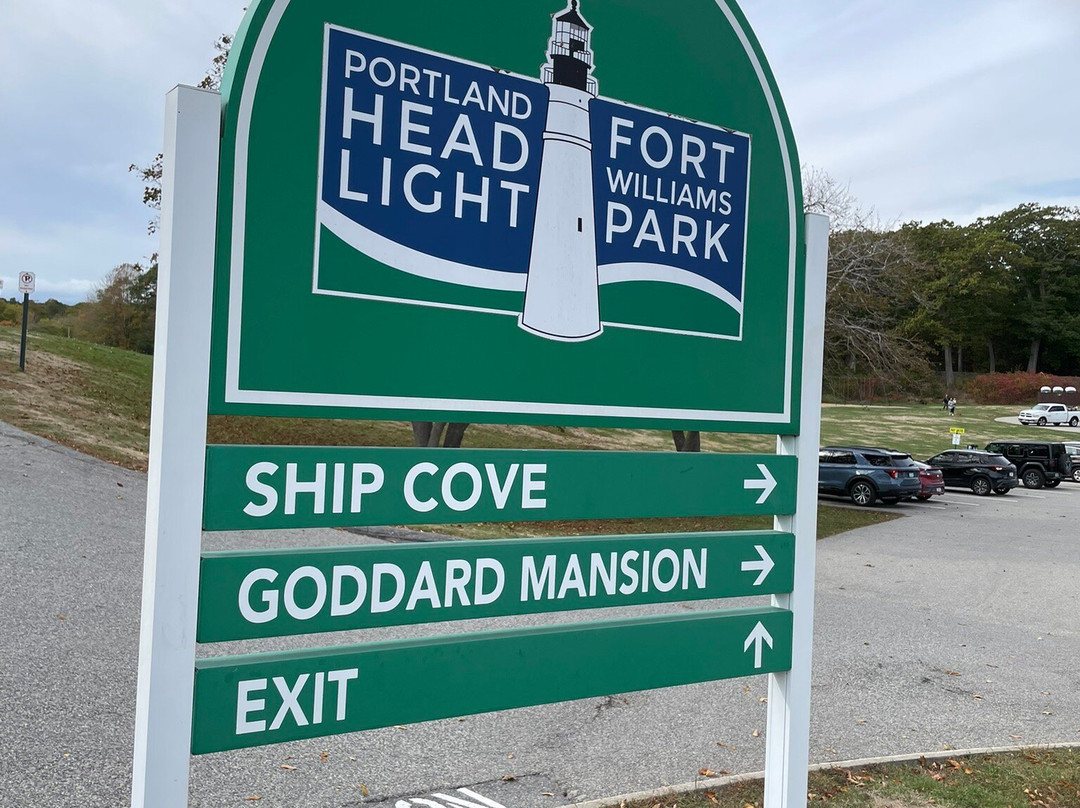 PORTLAND
HEAD
LIGHT
FORT
WILLIAMS
PARK
SHIP COVE →
GODDARD MANSION →
EXIT ↑